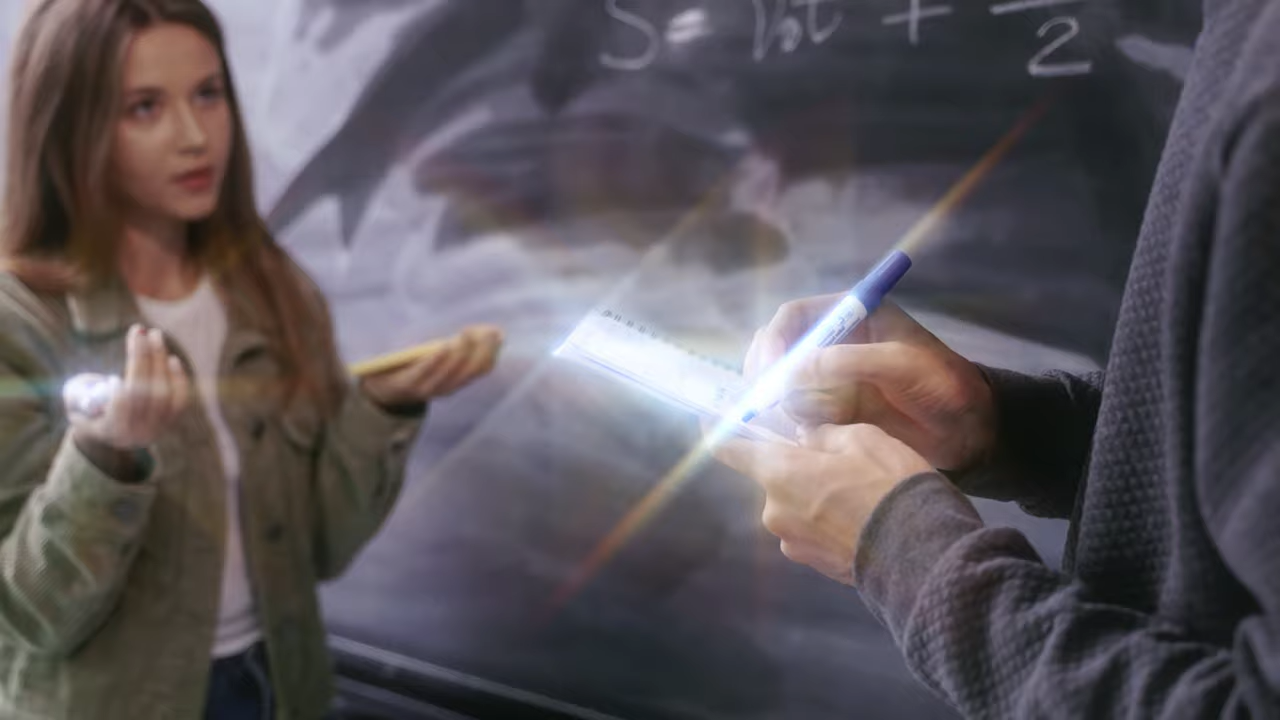 S = V₀t + — 2